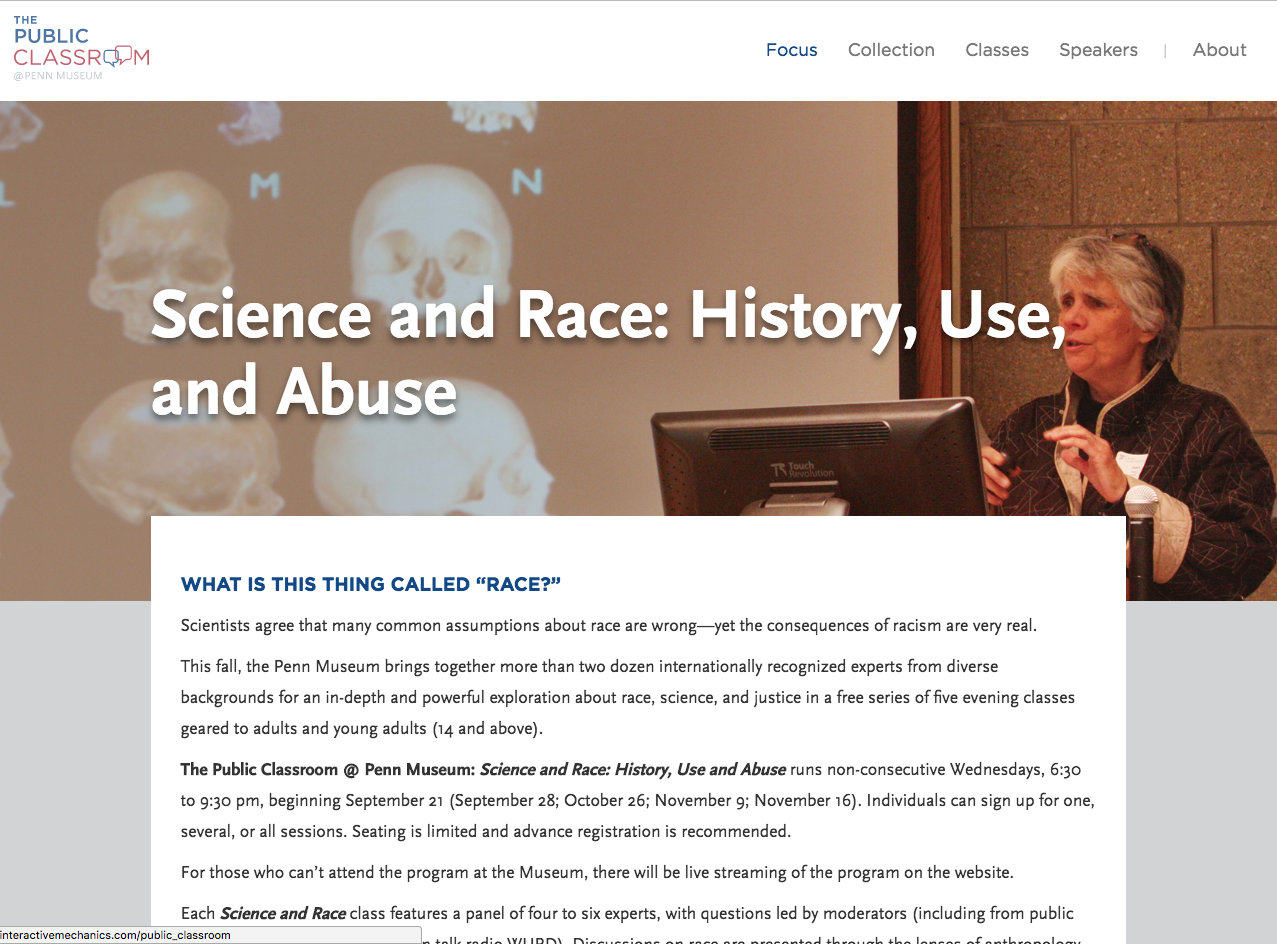 THE
PUBLIC
CLASSROOM
@PENN MUSEUM
Focus Collection Classes Speakers | About
M N
L
Science and Race: History, Use,
and Abuse
Touch
Revolution
WHAT IS THIS THING CALLED “RACE?”
Scientists agree that many common assumptions about race are wrong—yet the consequences of racism are very real.
This fall, the Penn Museum brings together more than two dozen internationally recognized experts from diverse
backgrounds for an in-depth and powerful exploration about race, science, and justice in a free series of five evening classes
geared to adults and young adults (14 and above).
The Public Classroom @ Penn Museum: Science and Race: History, Use and Abuse runs non-consecutive Wednesdays, 6:30
to 9:30 pm, beginning September 21 (September 28; October 26; November 9; November 16). Individuals can sign up for one,
several, or all sessions. Seating is limited and advance registration is recommended.
For those who can’t attend the program at the Museum, there will be live streaming of the program on the website.
Each Science and Race class features a panel of four to six experts, with questions led by moderators (including from public
talk radio WURD). Discussions on race are presented through the lenses of anthropology,
interactivemechanics.com/public_classroom